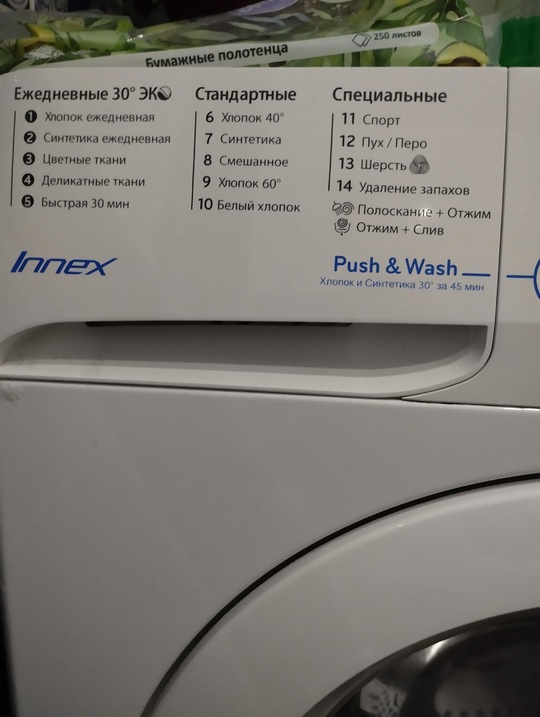 Бумажные полотенца
250 листов
Ежедневные 30° ЭКО
1 Хлопок ежедневная
2 Синтетика ежедневная
3 Цветные ткани
4 Деликатные ткани
5 Быстрая 30 мин
Стандартные
6 Хлопок 40°
7 Синтетика
8 Смешанное
9 Хлопок 60°
10 Белый хлопок
Специальные
11 Спорт
12 Пух / Перо
13 Шерсть
14 Удаление запахов
Полоскание + Отжим
Отжим + Слив
Innex
Push & Wash
Хлопок и Синтетика 30° за 45 мин